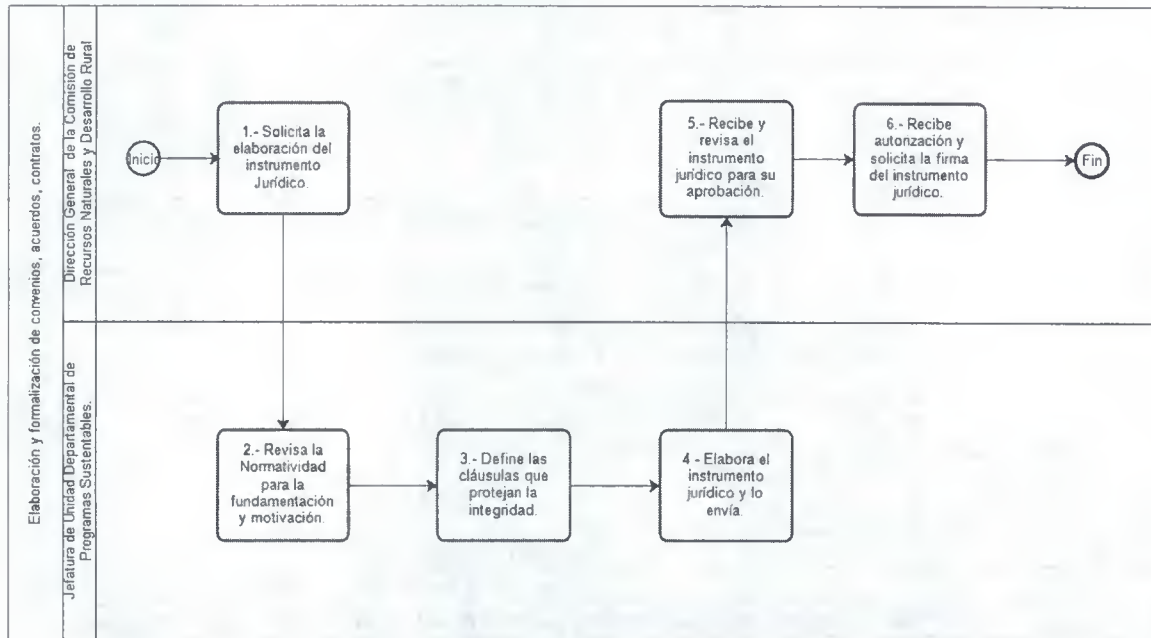 Elaboración y formalización de convenios, acuerdos, contratos.
Dirección General de la Comisión de
Recursos Naturales y Desarrollo Rural
Inicio
1.- Solicita la
elaboración del
instrumento
Jurídico.
5.- Recibe y
revisa el
instrumento
jurídico para su
aprobación.
6.- Recibe
autorización y
solicita la firma
del instrumento
jurídico.
Fin
Jefatura de Unidad Departamental de
Programas Sustentables.
2.- Revisa la
Normatividad
para la
fundamentación
y motivación.
3.- Define las
cláusulas que
protejan la
integridad.
4 - Elabora el
instrumento
jurídico y lo
envía.